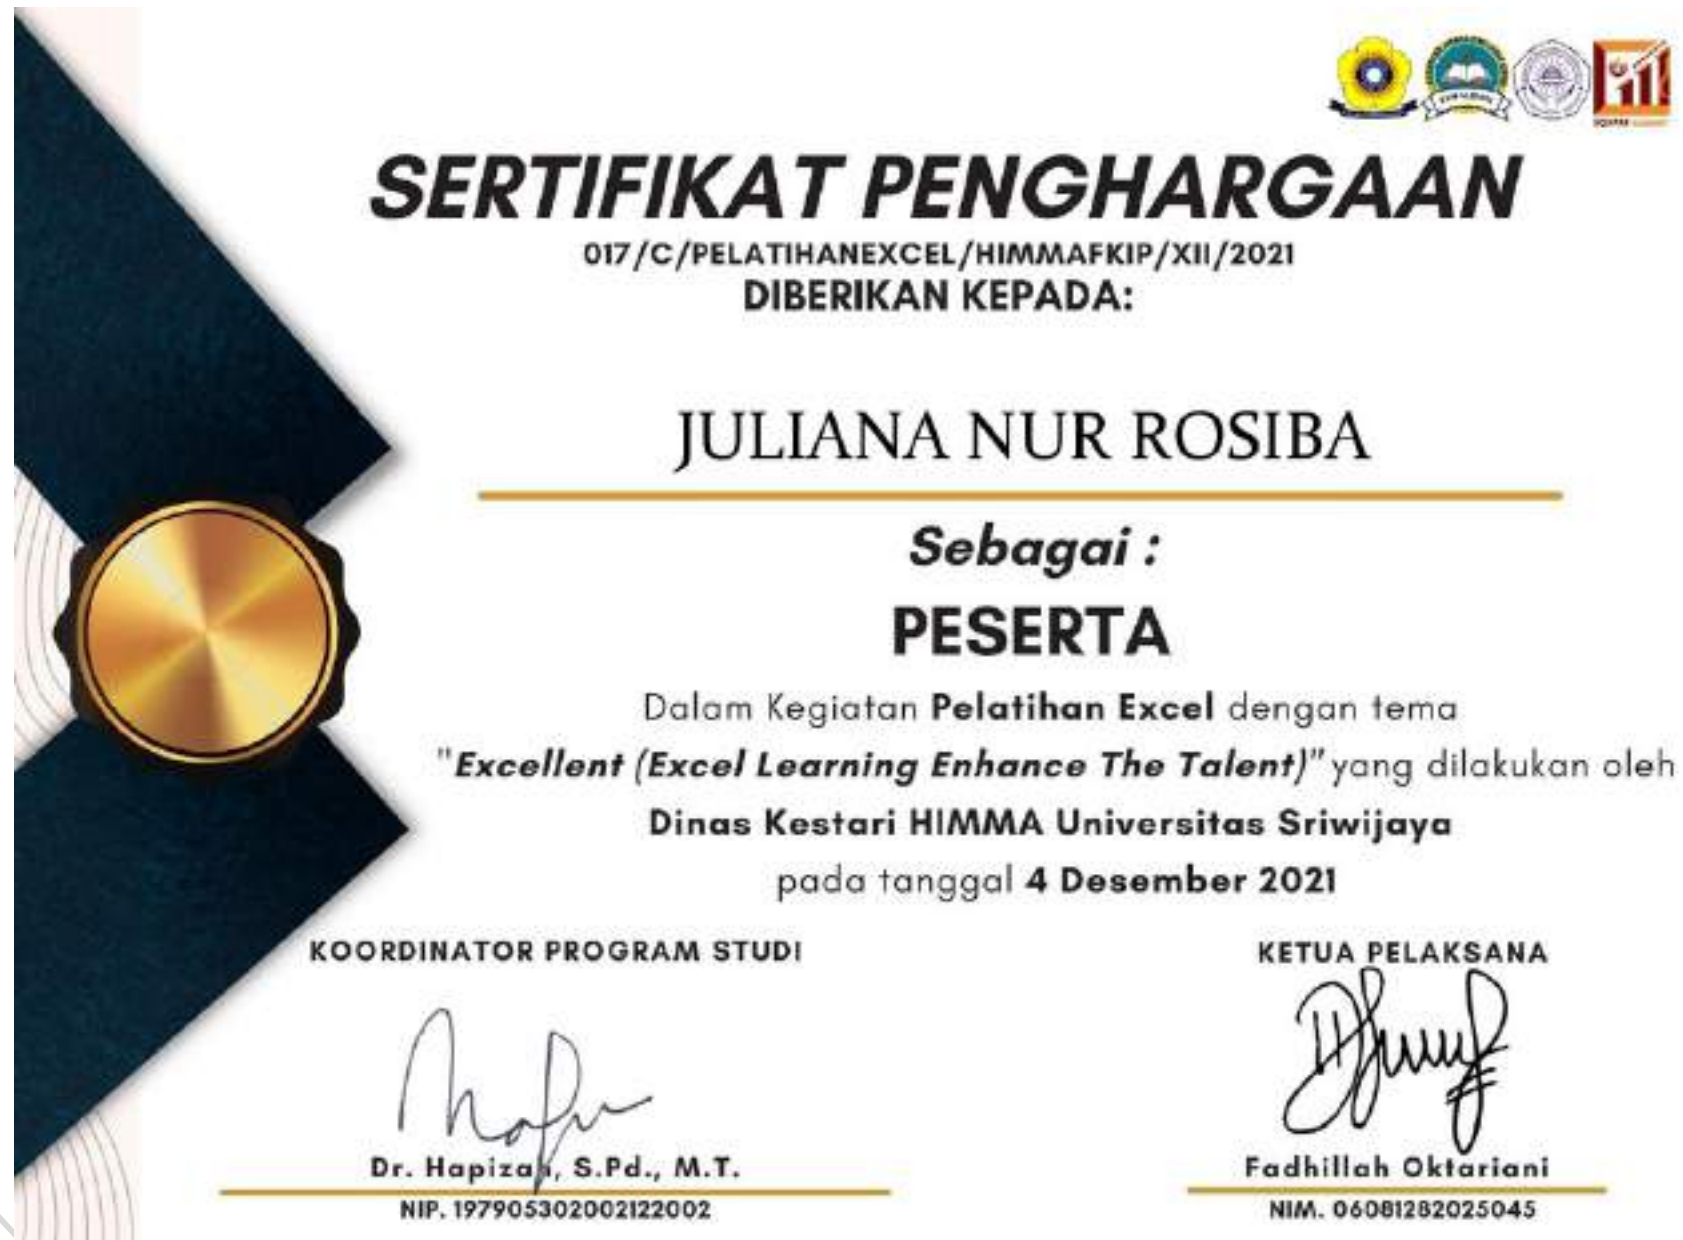 SERTIFIKAT PENGHARGAAN
017/C/PELATIHANEXCEL/HIMMAFKIP/XII/2021
DIBERIKAN KEPADA:
JULIANA NUR ROSIBA
Sebagai :
PESERTA
Dalam Kegiatan Pelatihan Excel dengan tema
"Excellent (Excel Learning Enhance The Talent)" yang dilakukan oleh
Dinas Kestari HIMMA Universitas Sriwijaya
pada tanggal 4 Desember 2021
KOORDINATOR PROGRAM STUDI
Dr. Hapizah, S.Pd., M.T.
NIP. 197905302002122002
KETUA PELAKSANA
Fadhillah Oktariani
NIM. 06081282025045